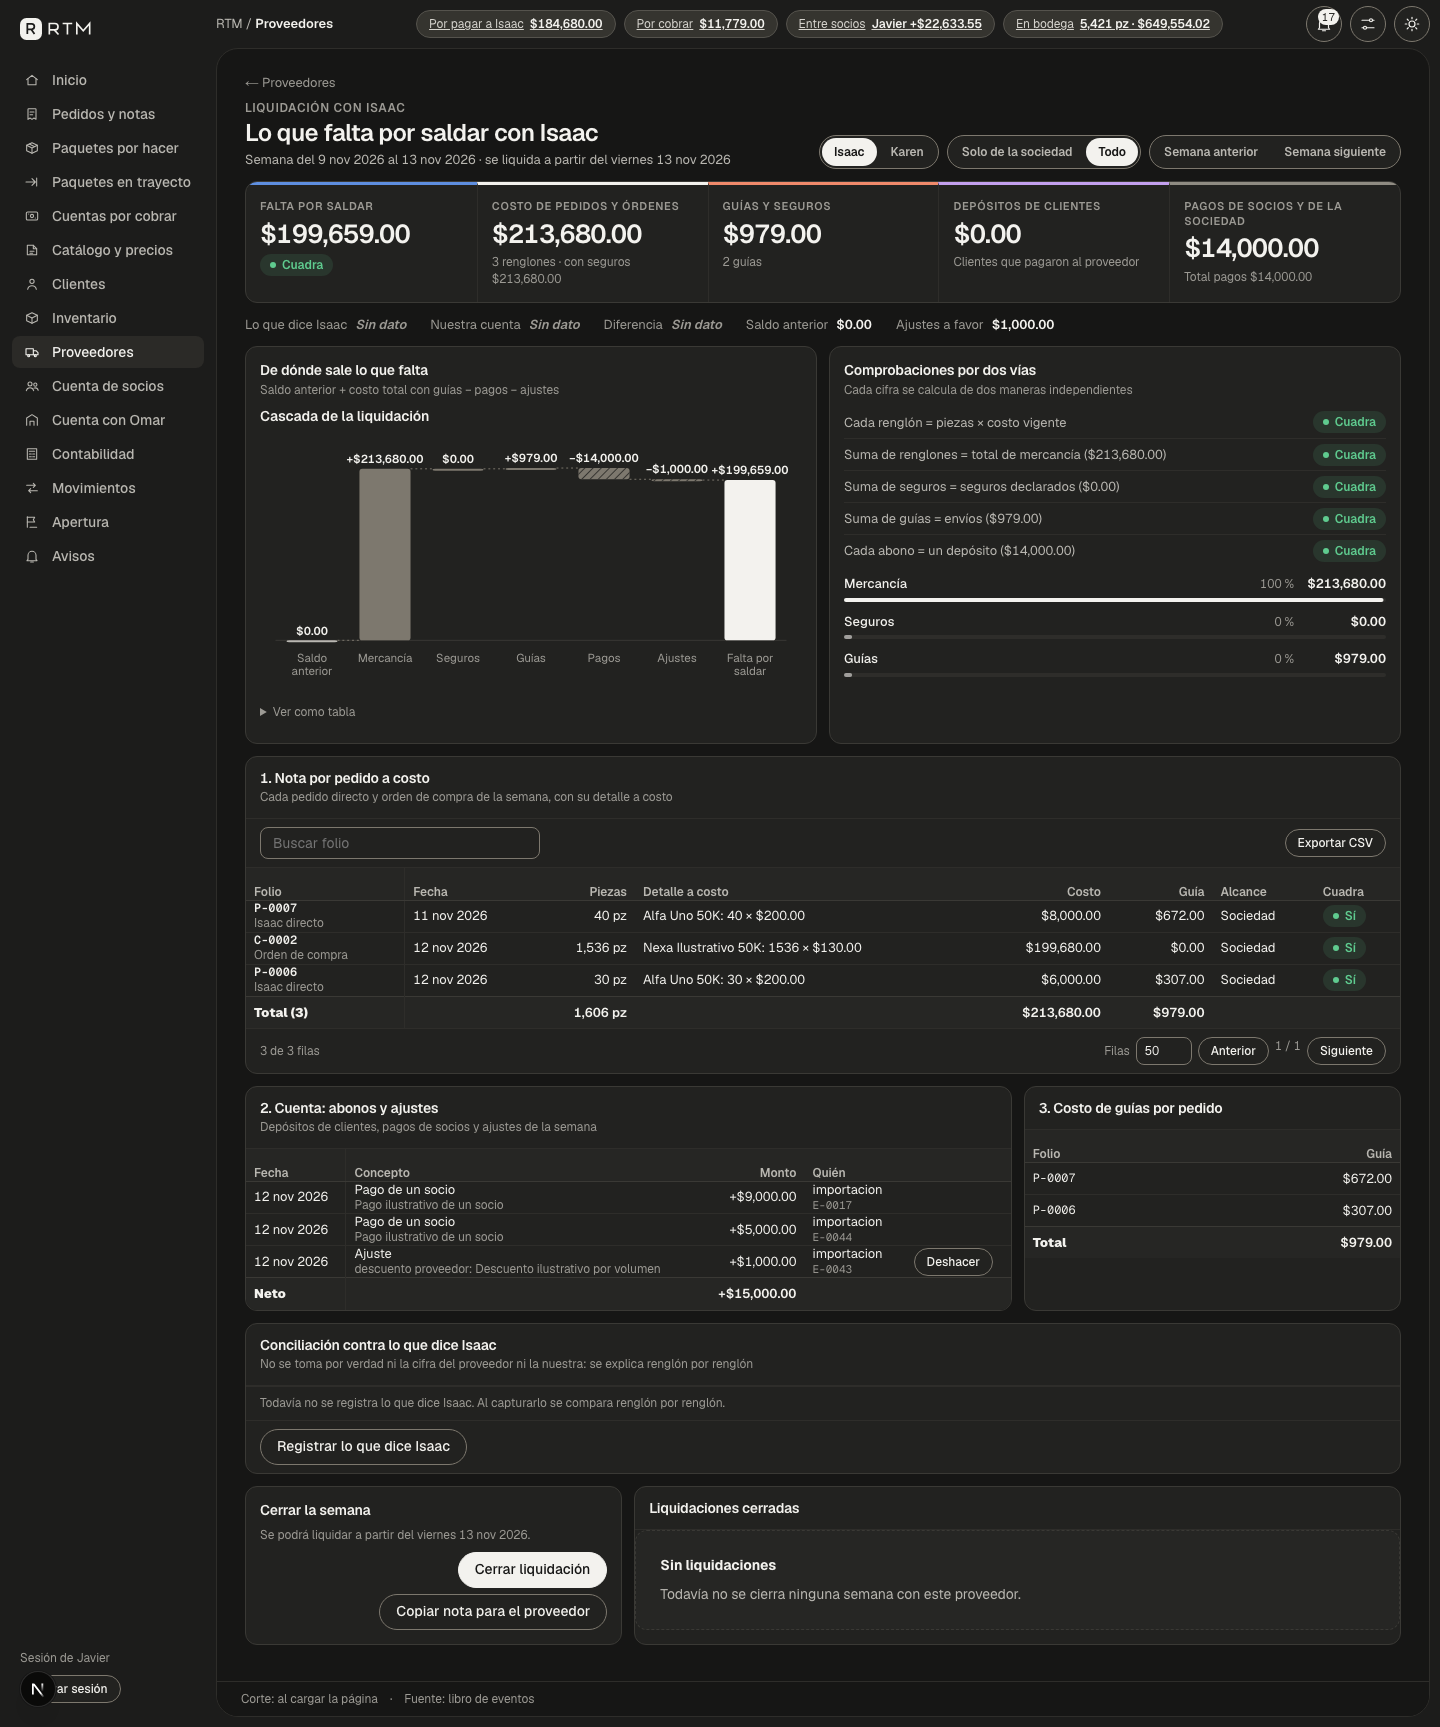 R RTM
RTM / Proveedores
Por pagar a Isaac $184,680.00
Por cobrar $11,779.00
Entre socios Javier +$22,633.55
En bodega 5,421 pz · $649,554.02
17
Inicio
Pedidos y notas
Paquetes por hacer
Paquetes en trayecto
Cuentas por cobrar
Catálogo y precios
Clientes
Inventario
Proveedores
Cuenta de socios
Cuenta con Omar
Contabilidad
Movimientos
Apertura
Avisos
Sesión de Javier
N
ar sesión
← Proveedores
LIQUIDACIÓN CON ISAAC
Lo que falta por saldar con Isaac
Semana del 9 nov 2026 al 13 nov 2026 · se liquida a partir del viernes 13 nov 2026
Isaac Karen
Solo de la sociedad Todo
Semana anterior Semana siguiente
FALTA POR SALDAR
$199,659.00
Cuadra
COSTO DE PEDIDOS Y ÓRDENES
$213,680.00
3 renglones · con seguros
$213,680.00
GUÍAS Y SEGUROS
$979.00
2 guías
DEPÓSITOS DE CLIENTES
$0.00
Clientes que pagaron al proveedor
PAGOS DE SOCIOS Y DE LA
SOCIEDAD
$14,000.00
Total pagos $14,000.00
Lo que dice Isaac Sin dato Nuestra cuenta Sin dato Diferencia Sin dato Saldo anterior $0.00 Ajustes a favor $1,000.00
De dónde sale lo que falta
Saldo anterior + costo total con guías − pagos − ajustes
Cascada de la liquidación
+$213,680.00 $0.00 +$979.00 −$14,000.00 −$1,000.00 +$199,659.00
$0.00
Saldo anterior
Mercancía
Seguros
Guías
Pagos
Ajustes
Falta por saldar
▶ Ver como tabla
Comprobaciones por dos vías
Cada cifra se calcula de dos maneras independientes
Cada renglón = piezas × costo vigente Cuadra
Suma de renglones = total de mercancía ($213,680.00) Cuadra
Suma de seguros = seguros declarados ($0.00) Cuadra
Suma de guías = envíos ($979.00) Cuadra
Cada abono = un depósito ($14,000.00) Cuadra
Mercancía 100 % $213,680.00
Seguros 0 % $0.00
Guías 0 % $979.00
1. Nota por pedido a costo
Cada pedido directo y orden de compra de la semana, con su detalle a costo
Buscar folio
Exportar CSV
Folio Fecha Piezas Detalle a costo Costo Guía Alcance Cuadra
P-0007
Isaac directo
11 nov 2026 40 pz Alfa Uno 50K: 40 × $200.00 $8,000.00 $672.00 Sociedad Sí
C-0002
Orden de compra
12 nov 2026 1,536 pz Nexa Ilustrativo 50K: 1536 × $130.00 $199,680.00 $0.00 Sociedad Sí
P-0006
Isaac directo
12 nov 2026 30 pz Alfa Uno 50K: 30 × $200.00 $6,000.00 $307.00 Sociedad Sí
Total (3) 1,606 pz $213,680.00 $979.00
3 de 3 filas
Filas 50 Anterior 1 / 1 Siguiente
2. Cuenta: abonos y ajustes
Depósitos de clientes, pagos de socios y ajustes de la semana
Fecha Concepto Monto Quién
12 nov 2026 Pago de un socio +$9,000.00 importacion
Pago ilustrativo de un socio E-0017
12 nov 2026 Pago de un socio +$5,000.00 importacion
Pago ilustrativo de un socio E-0044
12 nov 2026 Ajuste +$1,000.00 importacion
descuento proveedor: Descuento ilustrativo por volumen E-0043
Deshacer
Neto +$15,000.00
3. Costo de guías por pedido
Folio Guía
P-0007 $672.00
P-0006 $307.00
Total $979.00
Conciliación contra lo que dice Isaac
No se toma por verdad ni la cifra del proveedor ni la nuestra: se explica renglón por renglón
Todavía no se registra lo que dice Isaac. Al capturarlo se compara renglón por renglón.
Registrar lo que dice Isaac
Cerrar la semana
Se podrá liquidar a partir del viernes 13 nov 2026.
Cerrar liquidación
Copiar nota para el proveedor
Liquidaciones cerradas
Sin liquidaciones
Todavía no se cierra ninguna semana con este proveedor.
Corte: al cargar la página · Fuente: libro de eventos